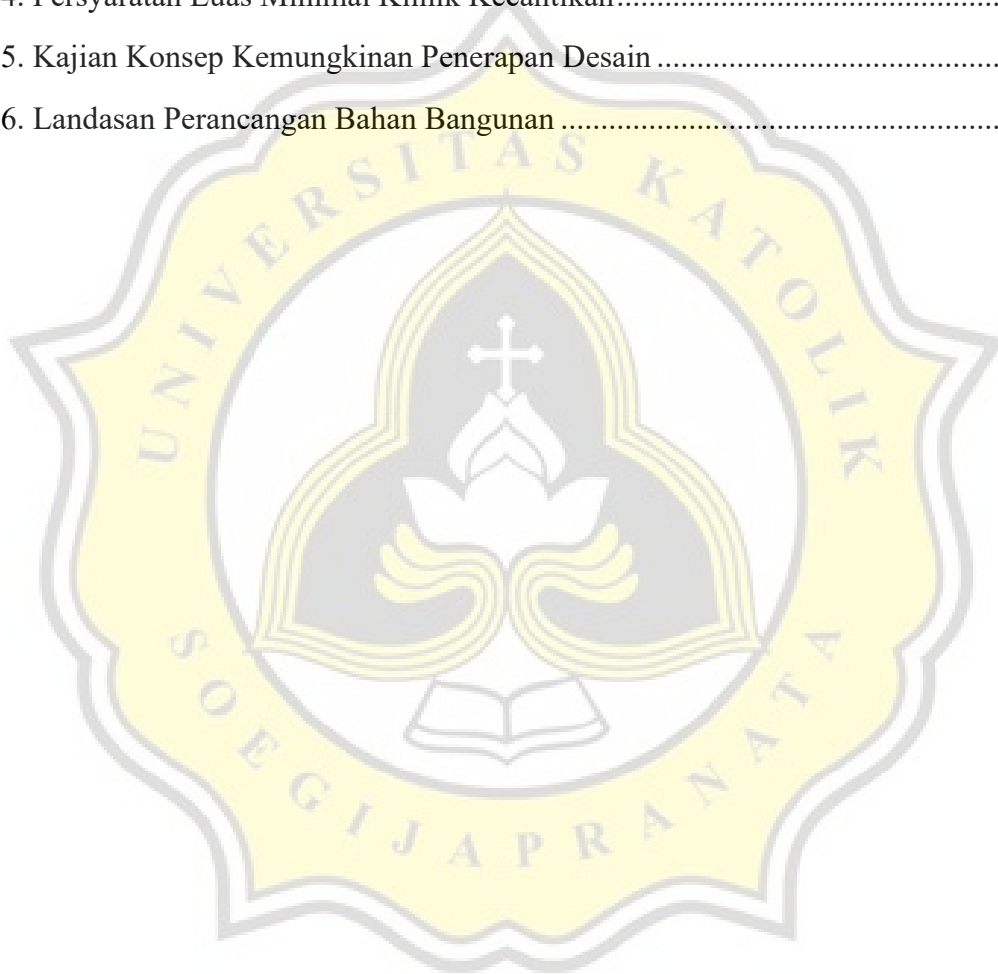 4. Persyaratan Luas Minimal Klinik Kecantikan..........................................
5. Kajian Konsep Kemungkinan Penerapan Desain ..........................................
6. Landasan Perancangan Bahan Bangunan ......................................................
UNIVERSITAS KATOLIK
SOEGIJAPRANATA